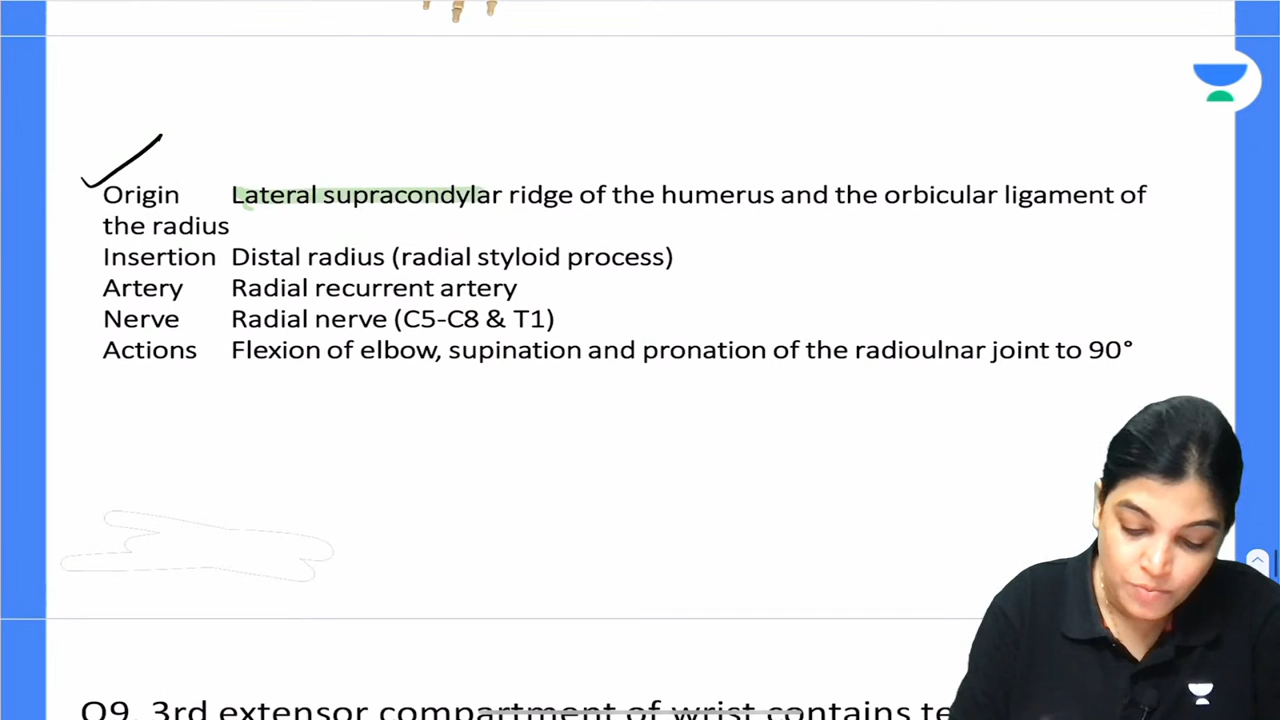 Origin Lateral supracondylar ridge of the humerus and the orbicular ligament of
the radius
Insertion Distal radius (radial styloid process)
Artery Radial recurrent artery
Nerve Radial nerve (C5-C8 & T1)
Actions Flexion of elbow, supination and pronation of the radioulnar joint to 90°
Q9. 3rd extensor compartment of wrist contains